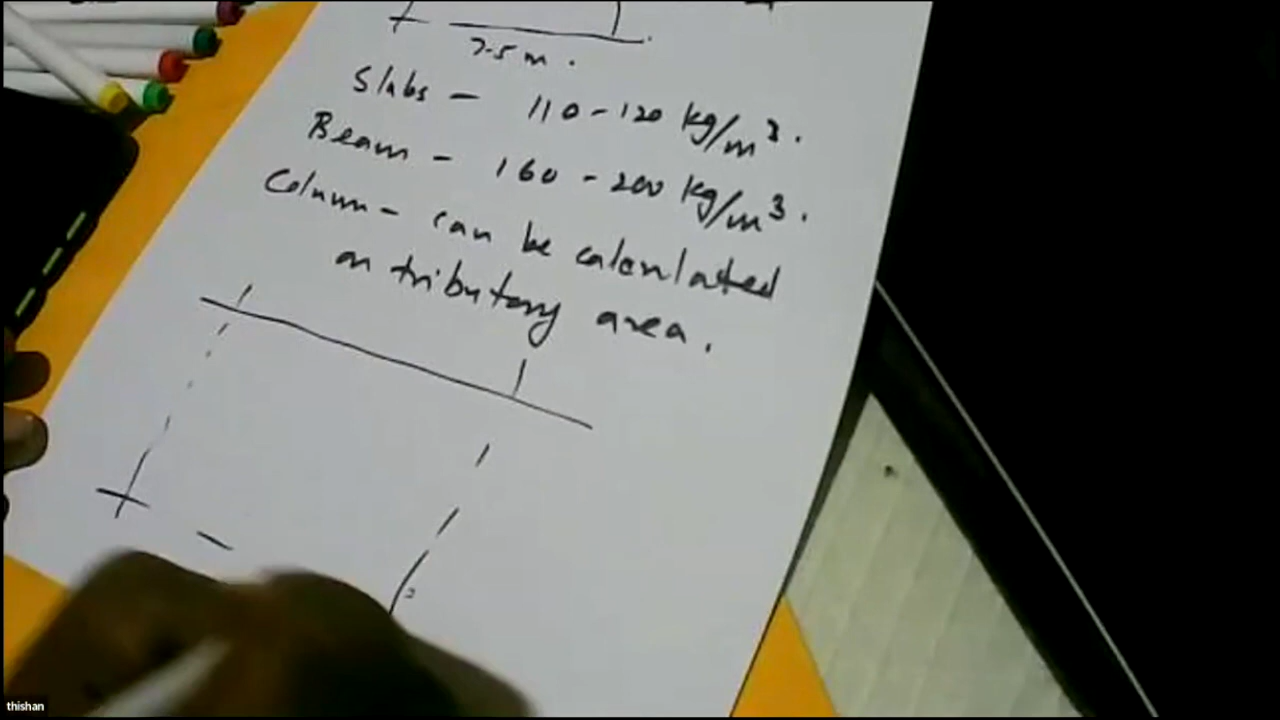 7.5 m.
Slabs - 110 - 120 kg/m3.
Beam - 160 - 200 kg/m3.
Column - can be calculated
on tributary area.
thishan